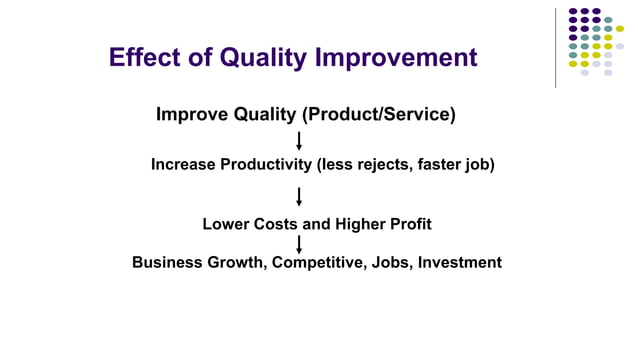 Effect of Quality Improvement
Improve Quality (Product/Service)
Increase Productivity (less rejects, faster job)
Lower Costs and Higher Profit
Business Growth, Competitive, Jobs, Investment